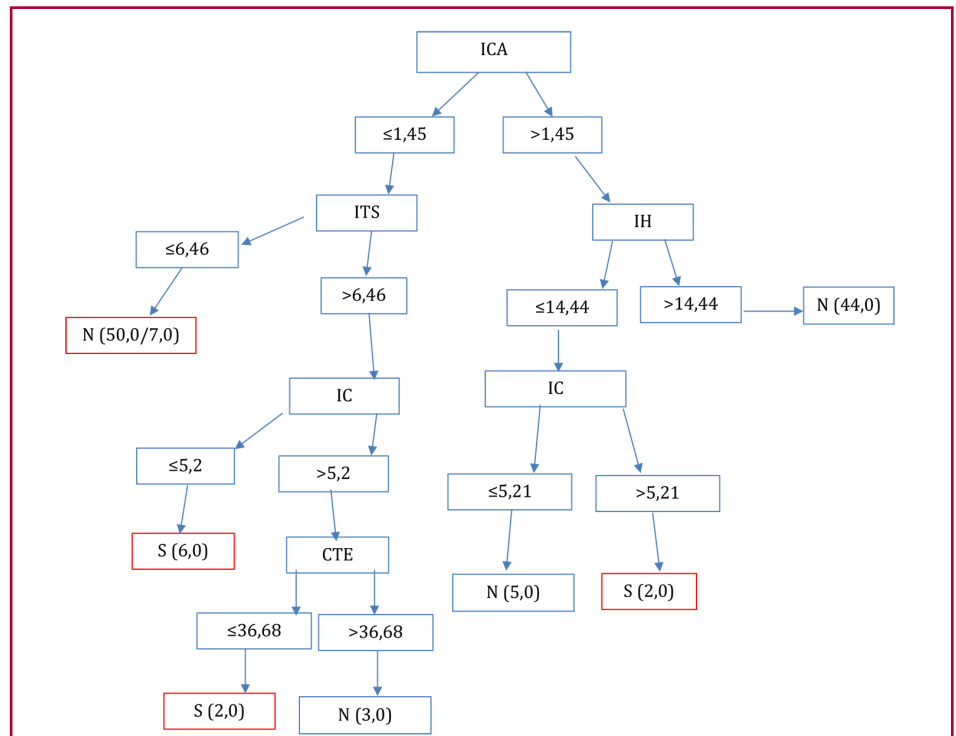 ICA
≤1,45
>1,45
ITS
IH
≤6,46
>6,46
≤14,44
>14,44
N (44,0)
N (50,0/7,0)
IC
IC
≤5,2
>5,2
≤5,21
>5,21
S (6,0)
CTE
N (5,0)
S (2,0)
≤36,68
>36,68
S (2,0)
N (3,0)